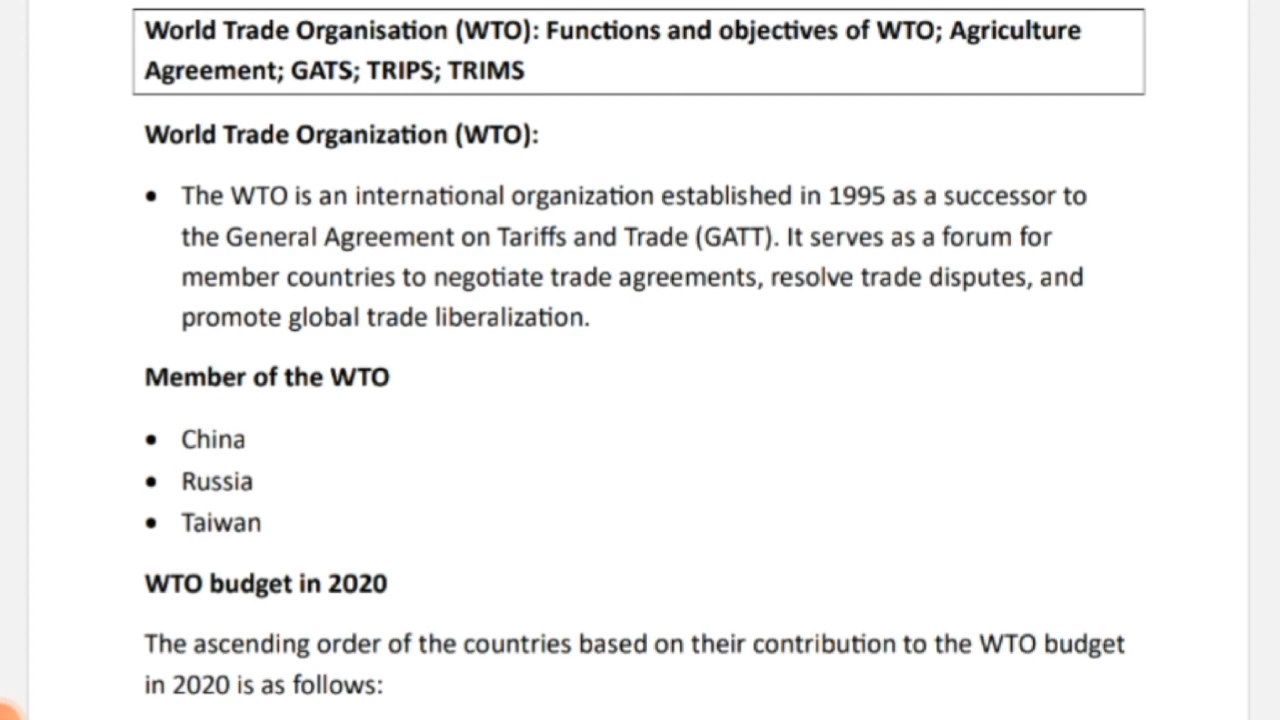 World Trade Organisation (WTO): Functions and objectives of WTO; Agriculture
Agreement; GATS; TRIPS; TRIMS
World Trade Organization (WTO):
• The WTO is an international organization established in 1995 as a successor to
the General Agreement on Tariffs and Trade (GATT). It serves as a forum for
member countries to negotiate trade agreements, resolve trade disputes, and
promote global trade liberalization.
Member of the WTO
• China
• Russia
• Taiwan
WTO budget in 2020
The ascending order of the countries based on their contribution to the WTO budget
in 2020 is as follows: